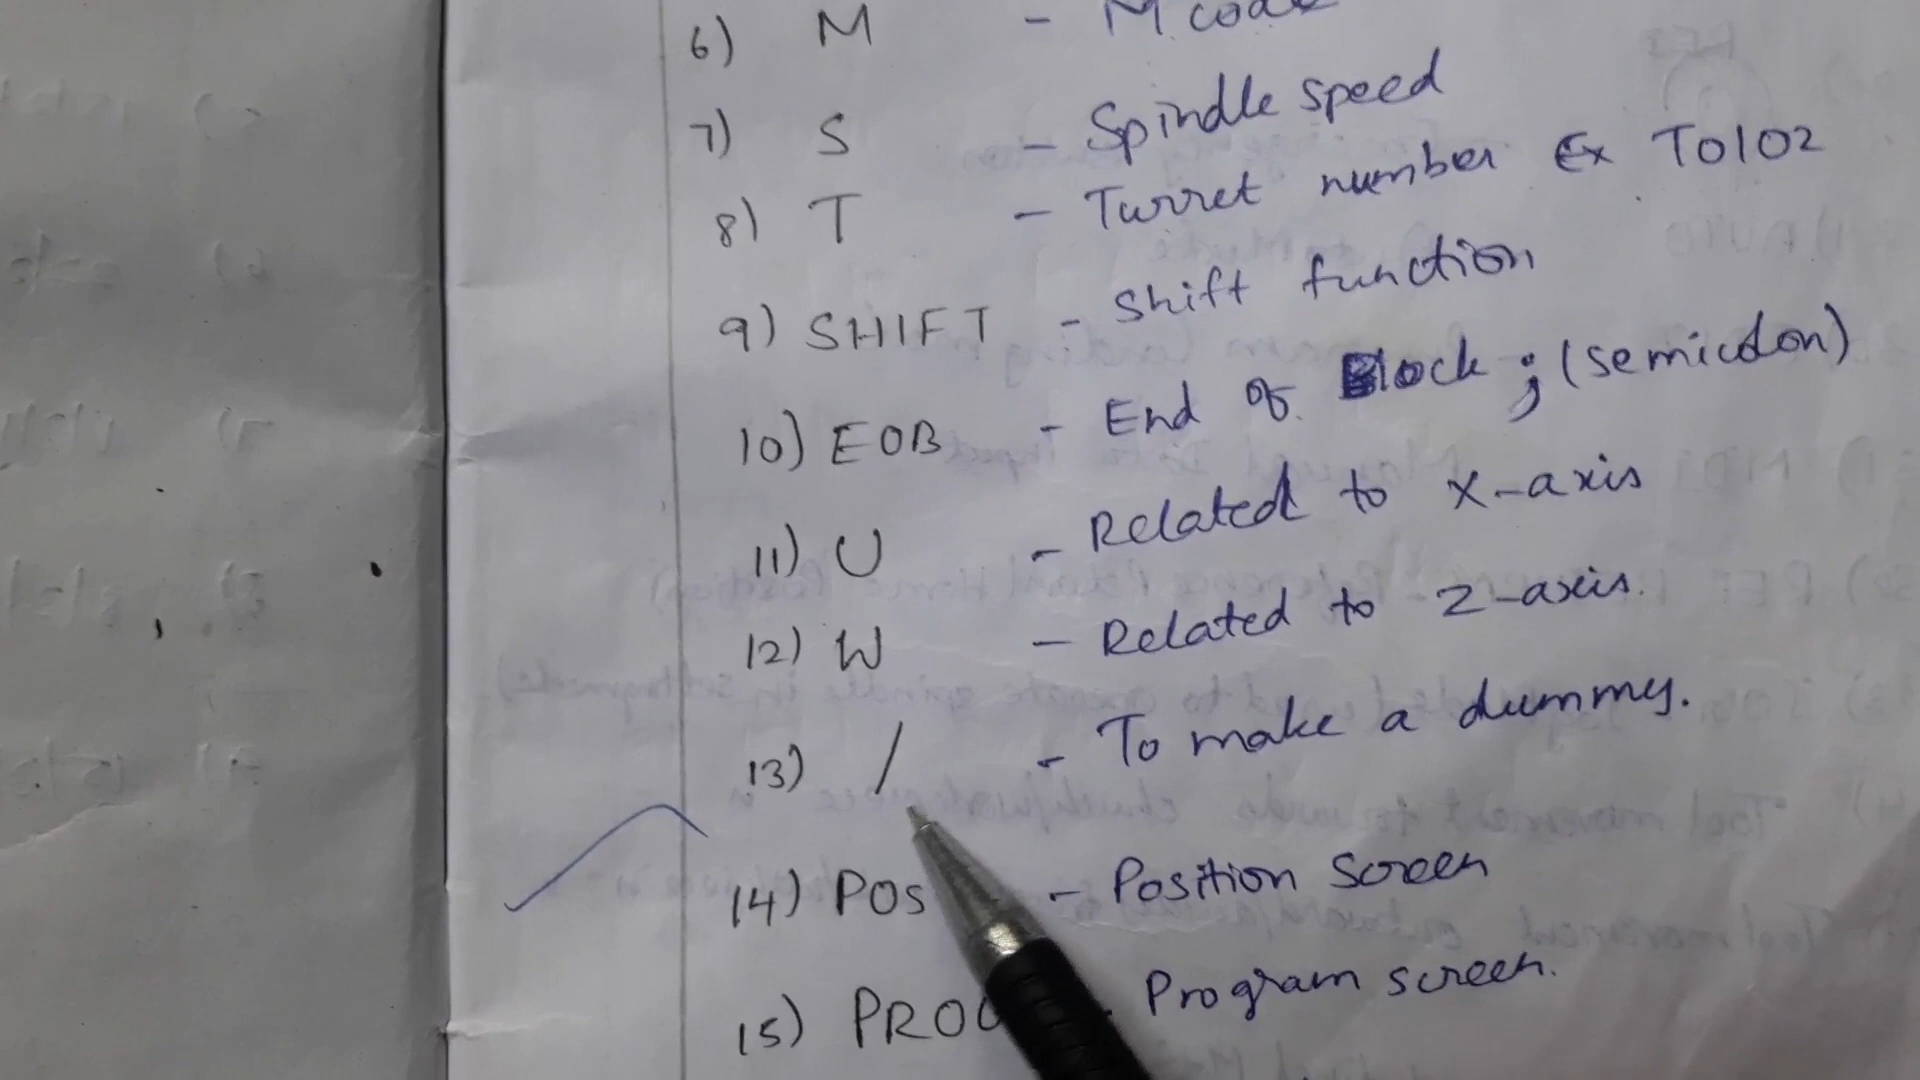 6) M - M code
7) S - Spindle speed
8) T - Turret number Ex T0102
9) SHIFT - Shift function
10) EOB - End of Block ; (semicolon)
11) U - Related to X-axis
12) W - Related to Z-axis.
13) / - To make a dummy.
14) POS - Position Screen
15) PROG - Program screen.